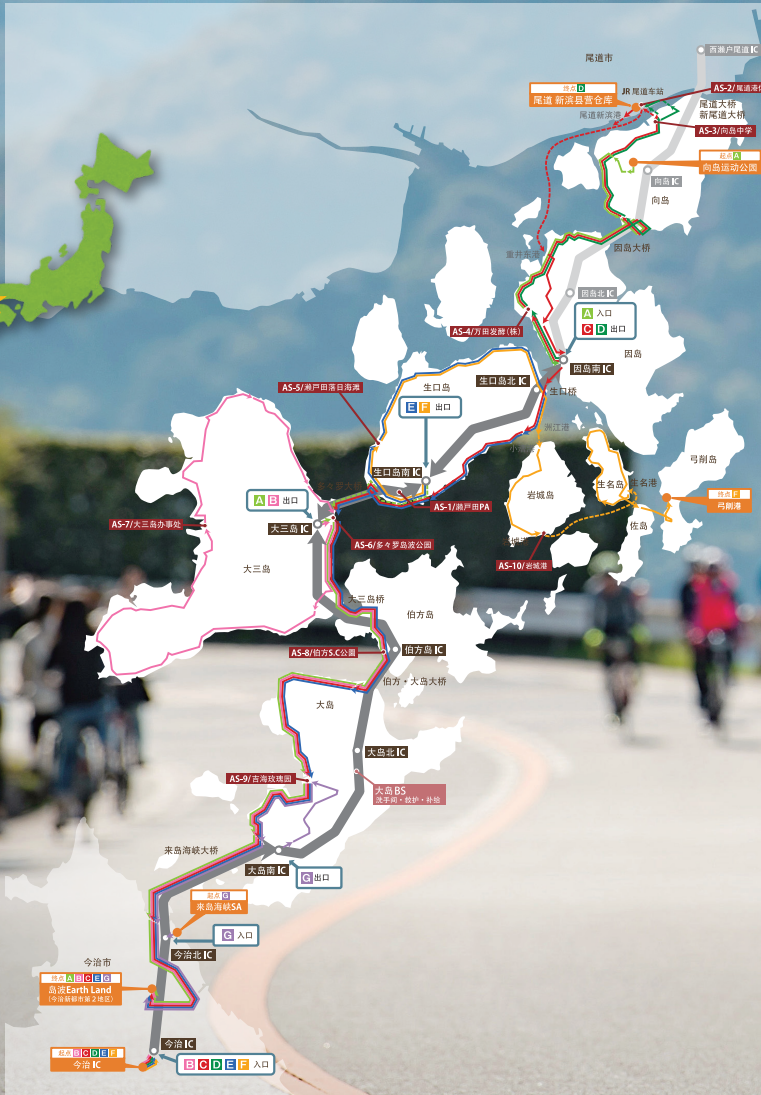 尾道市
西濑户尾道IC
终点 D
尾道 新滨县营仓库
JR 尾道车站
AS-2/尾道港
尾道新滨港
尾道大桥
新尾道大桥
AS-3/向岛中学
起点 A
向岛运动公园
向岛IC
向岛
因岛大桥
重井东港
因岛北IC
A 入口
C D 出口
AS-4/万田发酵(株)
因岛
因岛南IC
AS-5/濑户田落日海滩
生口岛
生口岛北IC
生口桥
E F 出口
洲江港
生口岛南IC
多々罗大桥
弓削岛
岩城岛
生名岛
生名港
终点 F
弓削港
A B 出口
AS-1/濑户田PA
AS-7/大三岛办事处
大三岛IC
佐岛
AS-6/多々罗岛波公园
AS-10/岩城港
大三岛
大三岛桥
伯方岛
AS-8/伯方S.C公園
伯方岛IC
伯方・大岛大桥
大岛
大岛北IC
AS-9/吉海玫瑰园
大岛BS
洗手间・救护・补给
来岛海峡大桥
大岛南IC
G 出口
起点 G
来岛海峡SA
G 入口
今治北IC
今治市
终点 A B C E G
岛波Earth Land
(今治新都市第2地区)
今治IC
起点 B C D E F
今治IC
B C D E F 入口